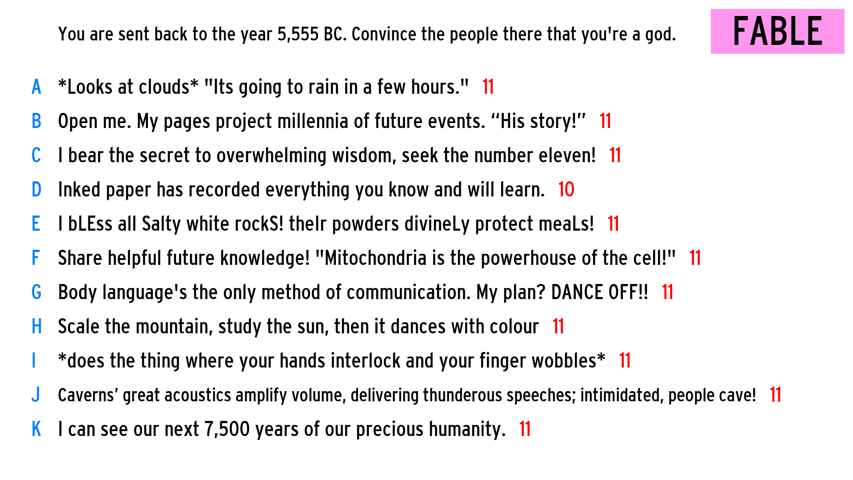 You are sent back to the year 5,555 BC. Convince the people there that you're a god.
FABLE
A *Looks at clouds* "Its going to rain in a few hours." 11
B Open me. My pages project millennia of future events. “His story!” 11
C I bear the secret to overwhelming wisdom, seek the number eleven! 11
D Inked paper has recorded everything you know and will learn. 10
E I bLEss all Salty white rockS! theIr powders divineLy protect meaLs! 11
F Share helpful future knowledge! "Mitochondria is the powerhouse of the cell!" 11
G Body language's the only method of communication. My plan? DANCE OFF!! 11
H Scale the mountain, study the sun, then it dances with colour 11
I *does the thing where your hands interlock and your finger wobbles* 11
J Caverns’ great acoustics amplify volume, delivering thunderous speeches; intimidated, people cave! 11
K I can see our next 7,500 years of our precious humanity. 11